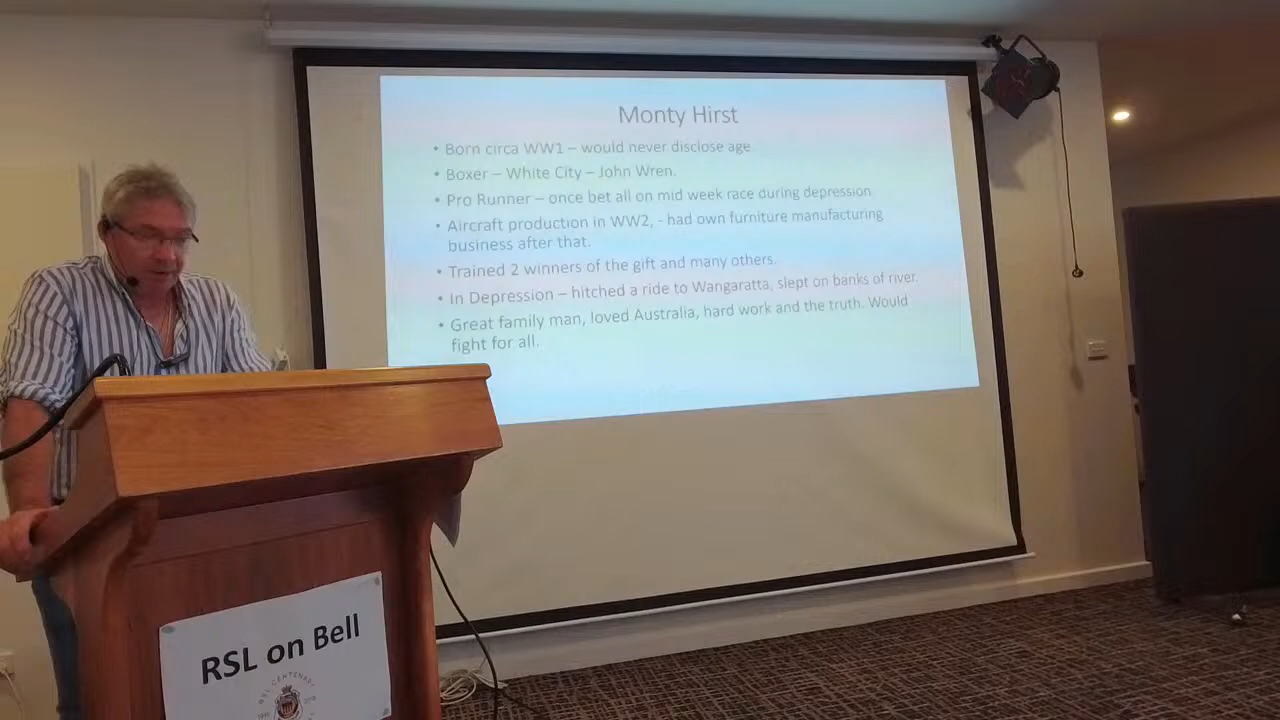 Monty Hirst
• Born circa WW1 – would never disclose age.
• Boxer – White City – John Wren.
• Pro Runner – once bet all on mid week race during depression.
• Aircraft production in WW2, - had own furniture manufacturing
business after that.
• Trained 2 winners of the gift and many others.
• In Depression – hitched a ride to Wangaratta, slept on banks of river.
• Great family man, loved Australia, hard work and the truth. Would
fight for all.
RSL on Bell
RSL CENTENARY